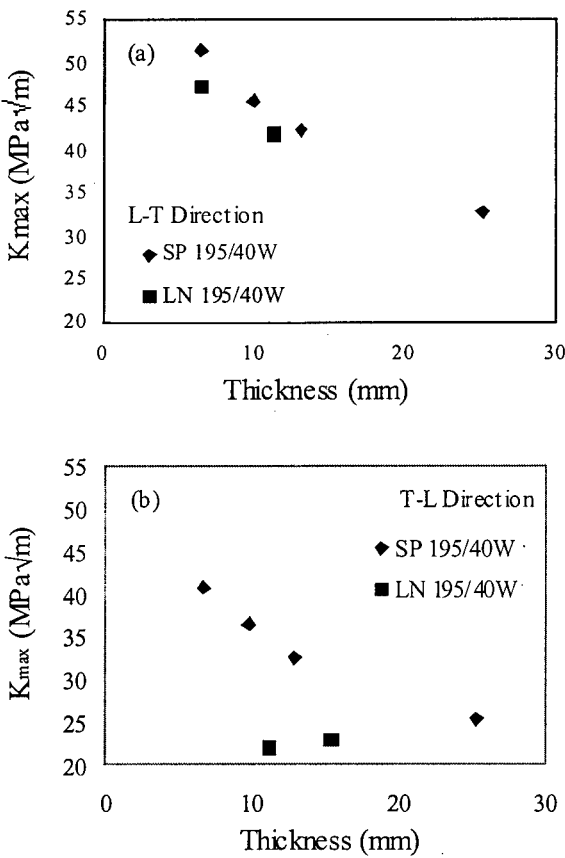 55
50
45
40
35
30
25
20
Kmax (MPa√m)
(a)
L-T Direction
SP 195/40W
LN 195/40W
0
10
20
30
Thickness (mm)
55
50
45
40
35
30
25
20
Kmax (MPa√m)
(b)
T-L Direction
SP 195/40W
LN 195/40W
0
10
20
30
Thickness (mm)